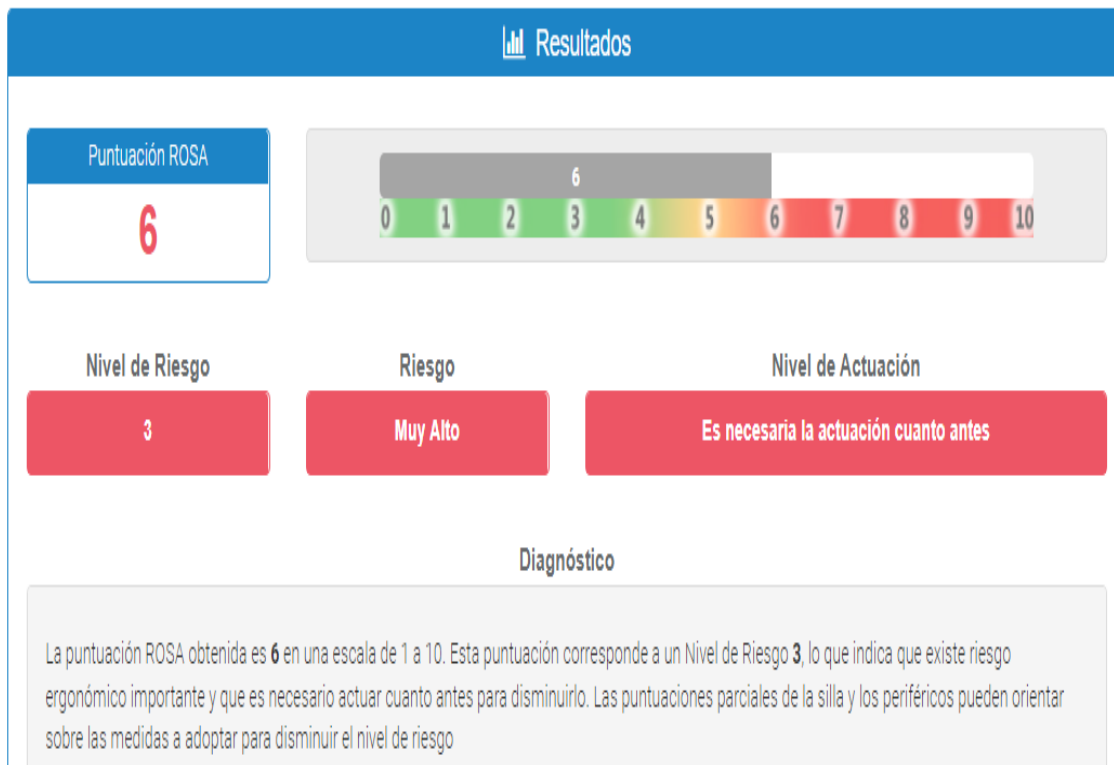 Resultados
Puntuación ROSA
6
6
0 1 2 3 4 5 6 7 8 9 10
Nivel de Riesgo
Riesgo
Nivel de Actuación
3
Muy Alto
Es necesaria la actuación cuanto antes
Diagnóstico
La puntuación ROSA obtenida es 6 en una escala de 1 a 10. Esta puntuación corresponde a un Nivel de Riesgo 3, lo que indica que existe riesgo
ergonómico importante y que es necesario actuar cuanto antes para disminuirlo. Las puntuaciones parciales de la silla y los periféricos pueden orientar
sobre las medidas a adoptar para disminuir el nivel de riesgo